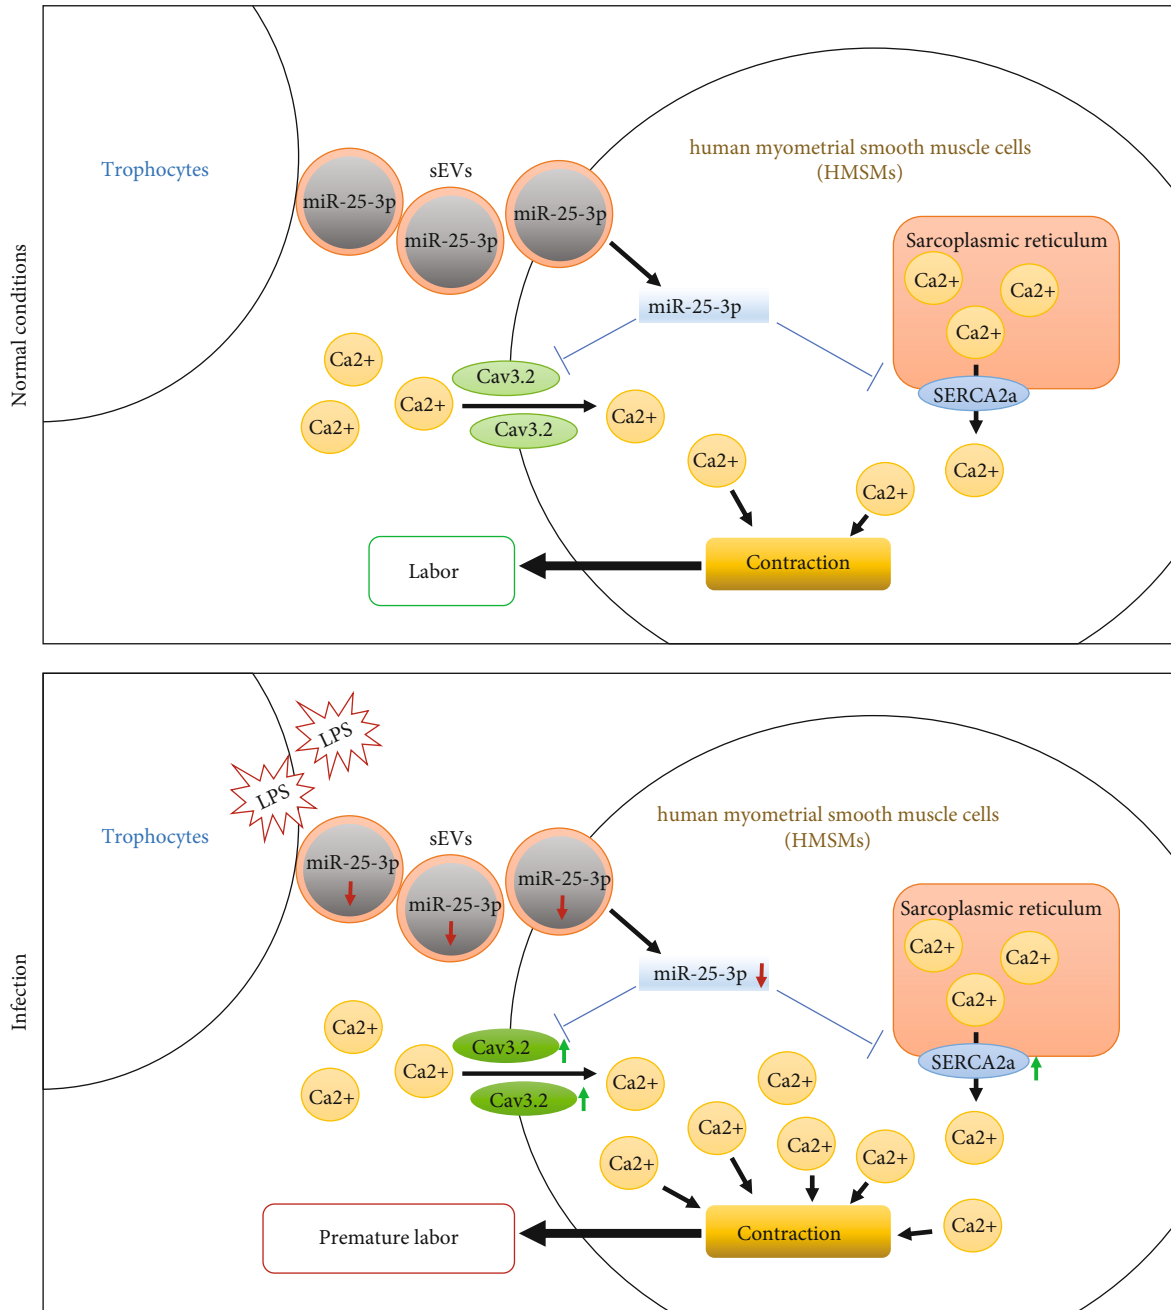 Normal conditions
Trophocytes
sEVs
human myometrial smooth muscle cells
(HMSMs)
miR-25-3p
miR-25-3p
miR-25-3p
miR-25-3p
Sarcoplasmic reticulum
Ca2+
Ca2+
Ca2+
SERCA2a
Ca2+
Ca2+
Ca2+
Ca2+
Cav3.2
Cav3.2
Ca2+
Ca2+
Ca2+
Contraction
Labor
Infection
LPS
LPS
Trophocytes
sEVs
human myometrial smooth muscle cells
(HMSMs)
miR-25-3p
miR-25-3p
miR-25-3p
miR-25-3p
Sarcoplasmic reticulum
Ca2+
Ca2+
Ca2+
SERCA2a
Ca2+
Ca2+
Ca2+
Ca2+
Cav3.2
Cav3.2
Ca2+
Ca2+
Ca2+
Ca2+
Ca2+
Ca2+
Ca2+
Contraction
Premature labor